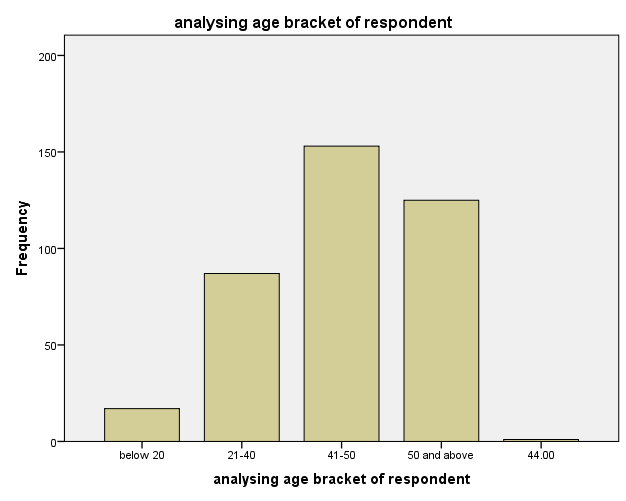 analysing age bracket of respondent
200
150
100
50
0
Frequency
below 20 21-40 41-50 50 and above 44.00
analysing age bracket of respondent